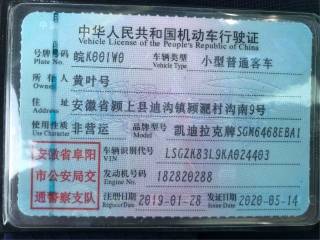 中华人民共和国机动车行驶证
Vehicle License of the People's Republic of China
号牌号码 Plate No. 皖K001W0 车辆类型 Vehicle Type 小型普通客车
所有人 Owner 黄叶号
住址 Address 安徽省颍上县迪沟镇颍灑村沟南9号
使用性质 Use Character 非营运 品牌型号 Model 凯迪拉克牌SGM6468EBA1
安徽省阜阳市公安局交通警察支队
车辆识别代号 VIN LSGZK83L9KA024403
发动机号码 Engine No. 182820288
注册日期 Register Date 2019-01-28 发证日期 Issue Date 2020-05-14